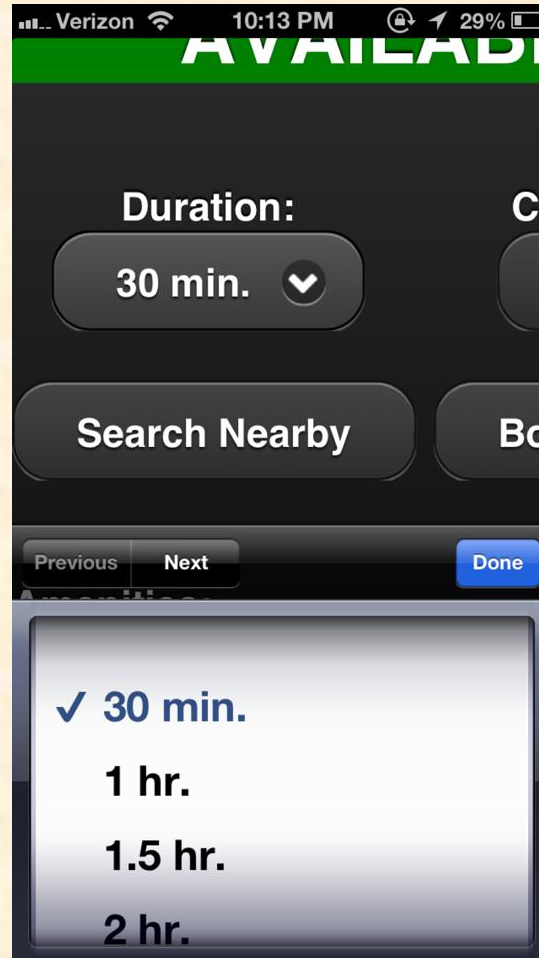 Verizon 10:13 PM 29%
Duration:
30 min.
Search Nearby
Previous Next Done
✓ 30 min.
1 hr.
1.5 hr.
2 hr.